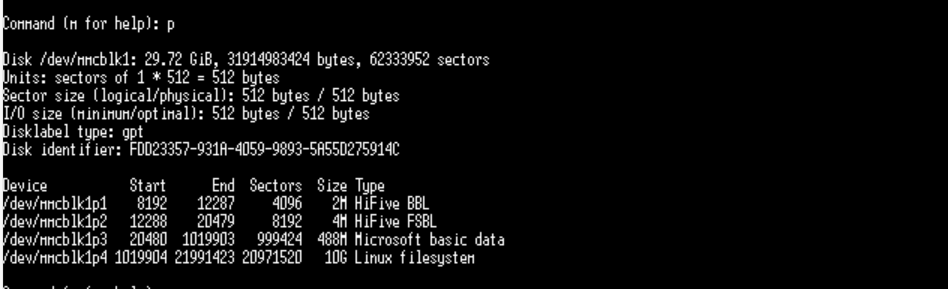 Command (m for help): p
Disk /dev/mmcblk1: 29.72 GiB, 31914983424 bytes, 62333952 sectors
Units: sectors of 1 * 512 = 512 bytes
Sector size (logical/physical): 512 bytes / 512 bytes
I/O size (minimum/optimal): 512 bytes / 512 bytes
Disklabel type: gpt
Disk identifier: FDD23357-931A-4059-9893-5A55D275914C
Device Start End Sectors Size Type
/dev/mmcblk1p1 8192 12287 4096 2M HiFive BBL
/dev/mmcblk1p2 12288 20479 8192 4M HiFive FSBL
/dev/mmcblk1p3 20480 1019903 999424 488M Microsoft basic data
/dev/mmcblk1p4 1019904 21991423 20971520 10G Linux filesystem